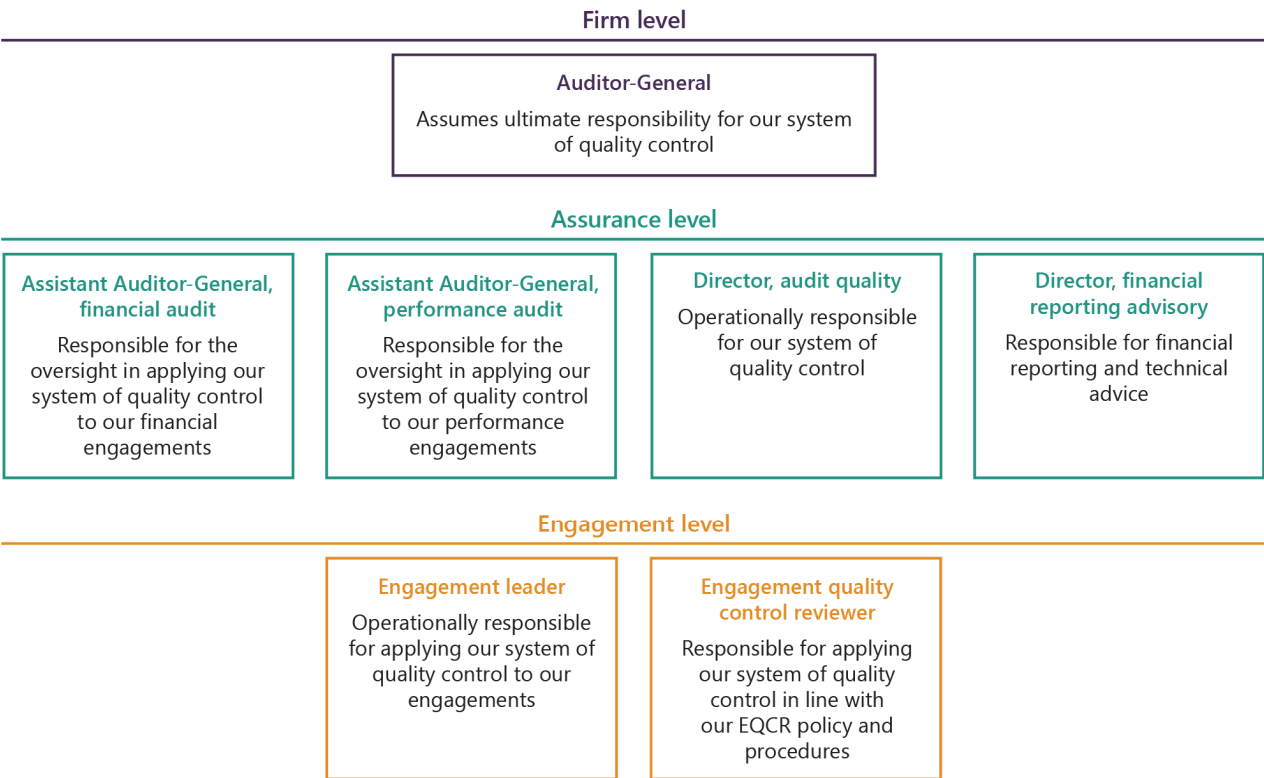 Firm level
Auditor-General
Assumes ultimate responsibility for our system
of quality control
Assurance level
Assistant Auditor-General,
financial audit
Responsible for the
oversight in applying our
system of quality control
to our financial
engagements
Assistant Auditor-General,
performance audit
Responsible for the
oversight in applying our
system of quality control
to our performance
engagements
Director, audit quality
Operationally responsible
for our system of
quality control
Director, financial
reporting advisory
Responsible for financial
reporting and technical
advice
Engagement level
Engagement leader
Operationally responsible
for applying our system of
quality control to our
engagements
Engagement quality
control reviewer
Responsible for applying
our system of quality
control in line with
our EQCR policy and
procedures